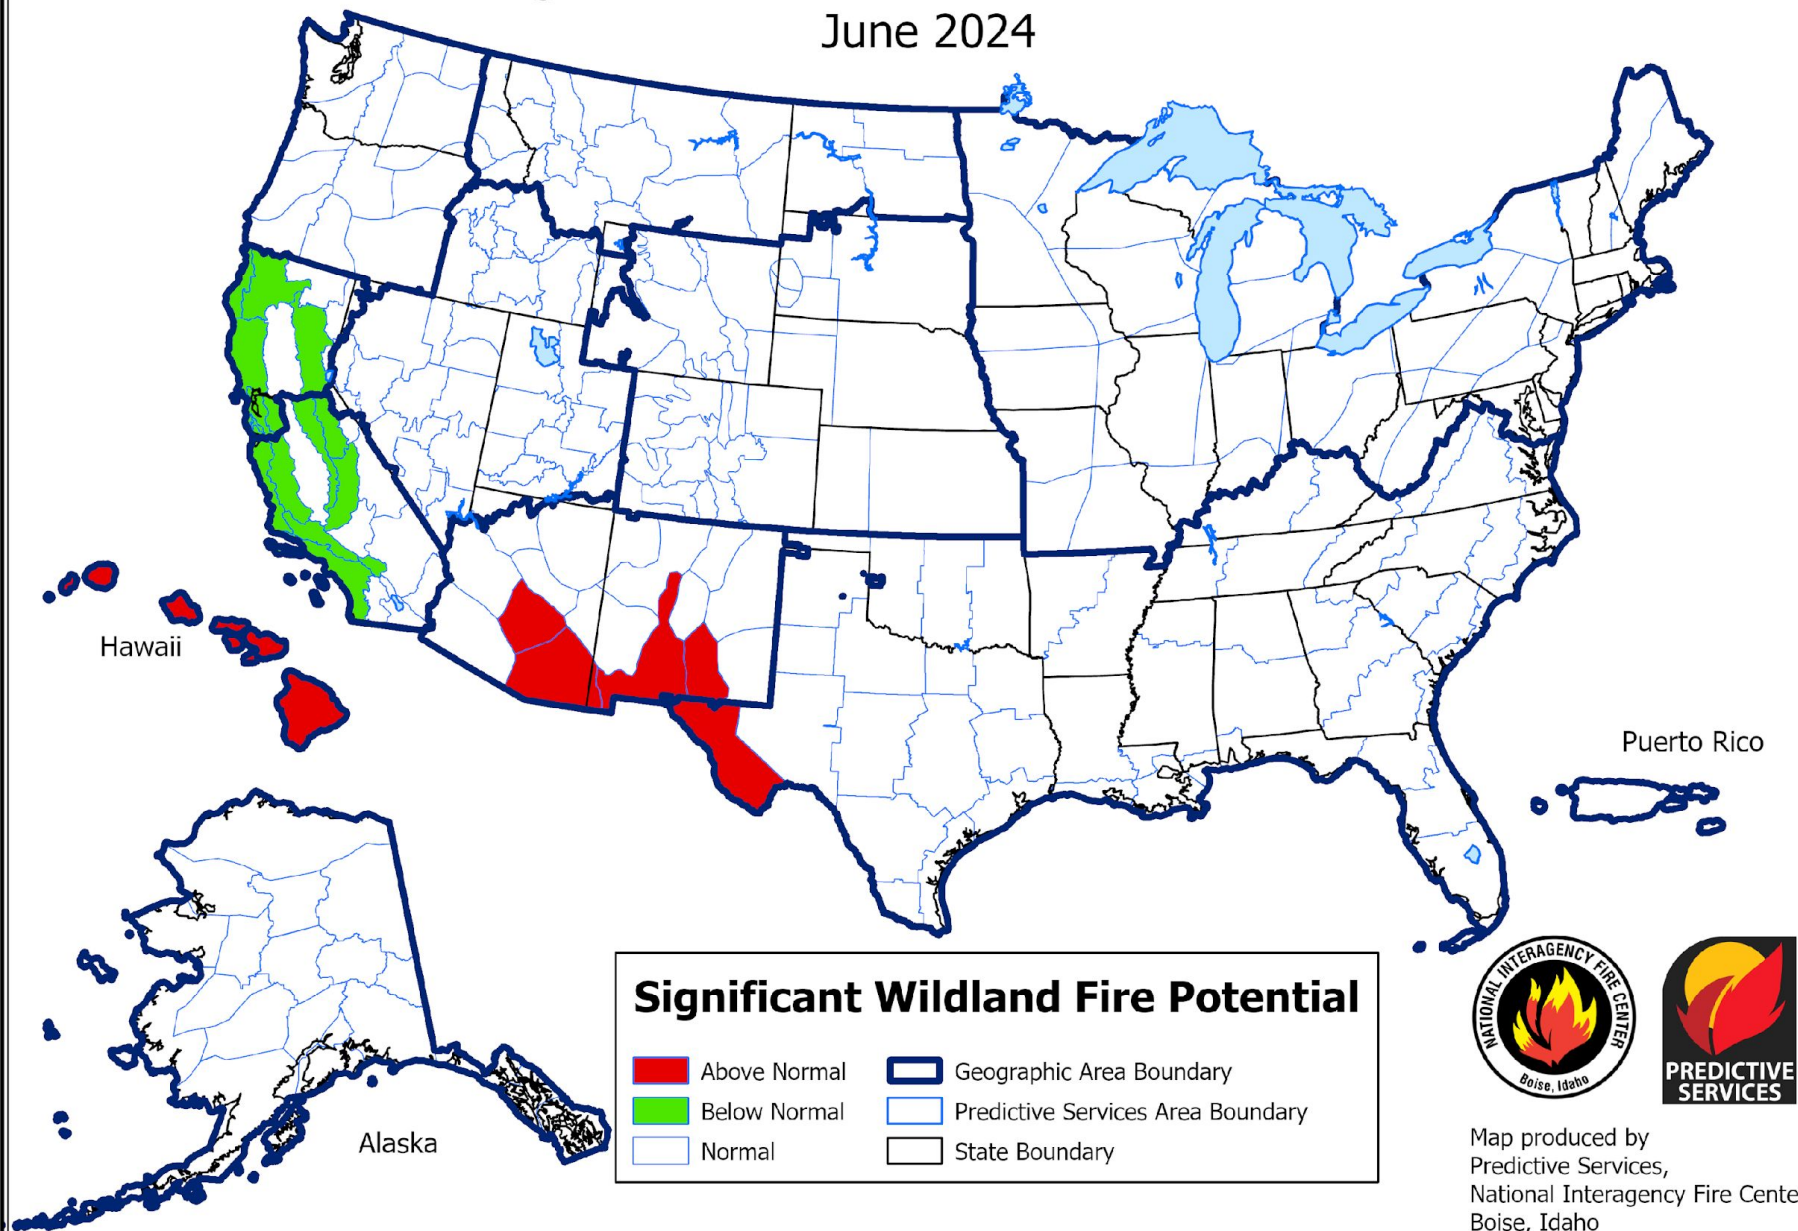 June 2024
Hawaii
Puerto Rico
Alaska
Significant Wildland Fire Potential
Above Normal
Below Normal
Normal
Geographic Area Boundary
Predictive Services Area Boundary
State Boundary
NATIONAL INTERAGENCY FIRE CENTER
Boise, Idaho
PREDICTIVE
SERVICES
Map produced by
Predictive Services,
National Interagency Fire Cente
Boise, Idaho